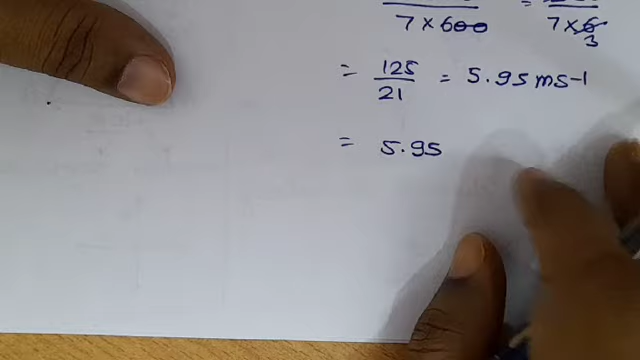 7 × 600 = 7 × 6
3
= 125/21 = 5.95 ms-1
= 5.95